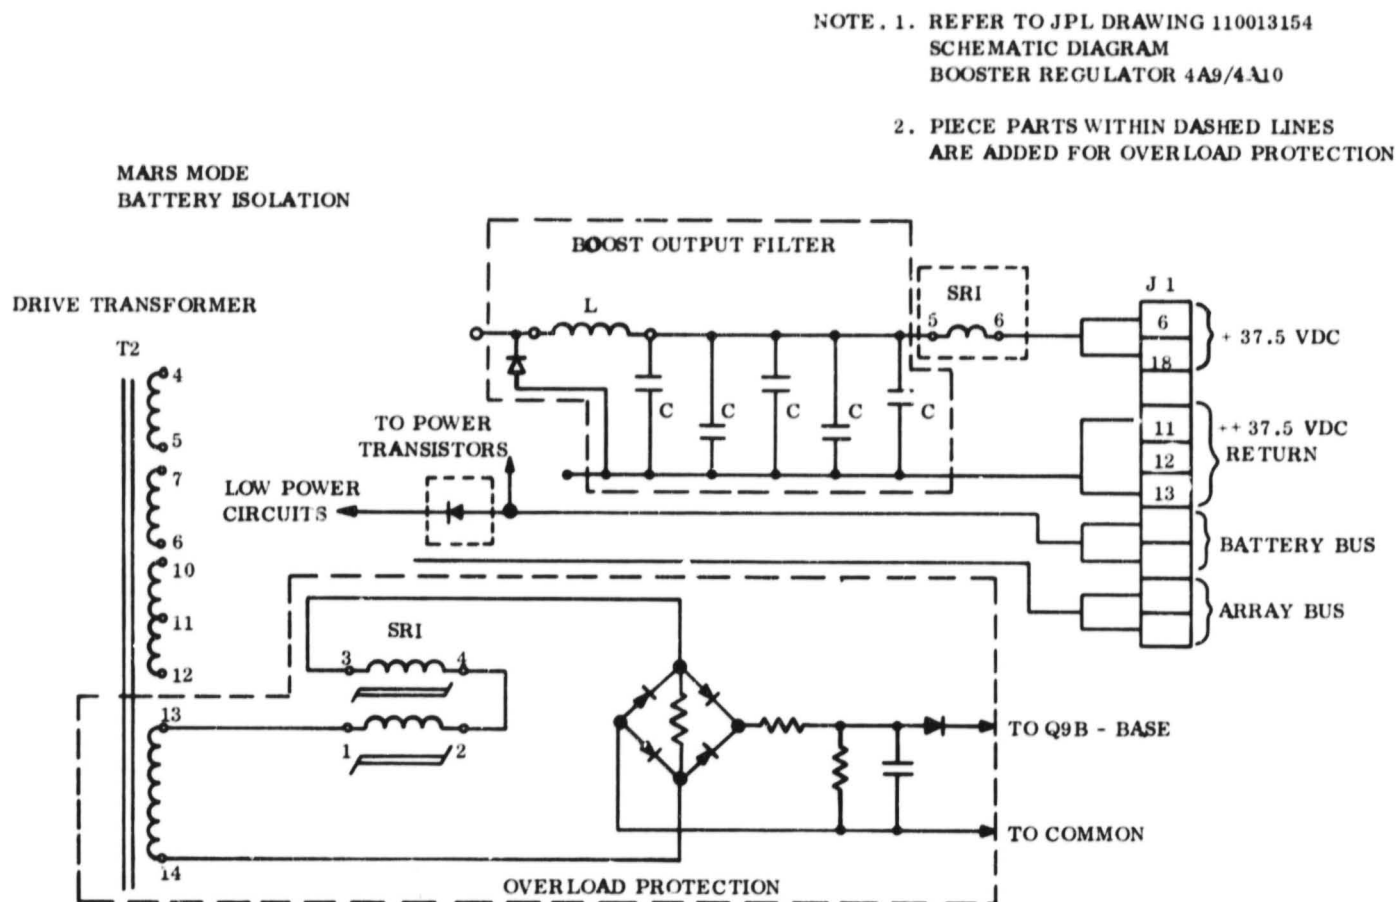 NOTE. 1. REFER TO JPL DRAWING 110013154
SCHEMATIC DIAGRAM
BOOSTER REGULATOR 4A9/4A10
2. PIECE PARTS WITHIN DASHED LINES
ARE ADDED FOR OVERLOAD PROTECTION
MARS MODE
BATTERY ISOLATION
BOOST OUTPUT FILTER
DRIVE TRANSFORMER
T2
L
SRI
5 6
J 1
6
18
+ 37.5 VDC
C C C C C
11
12
13
++ 37.5 VDC
RETURN
TO POWER
TRANSISTORS
LOW POWER
CIRCUITS
BATTERY BUS
ARRAY BUS
4
5
7
6
10
11
12
13
14
SRI
3 4
1 2
TO Q9B - BASE
TO COMMON
OVERLOAD PROTECTION